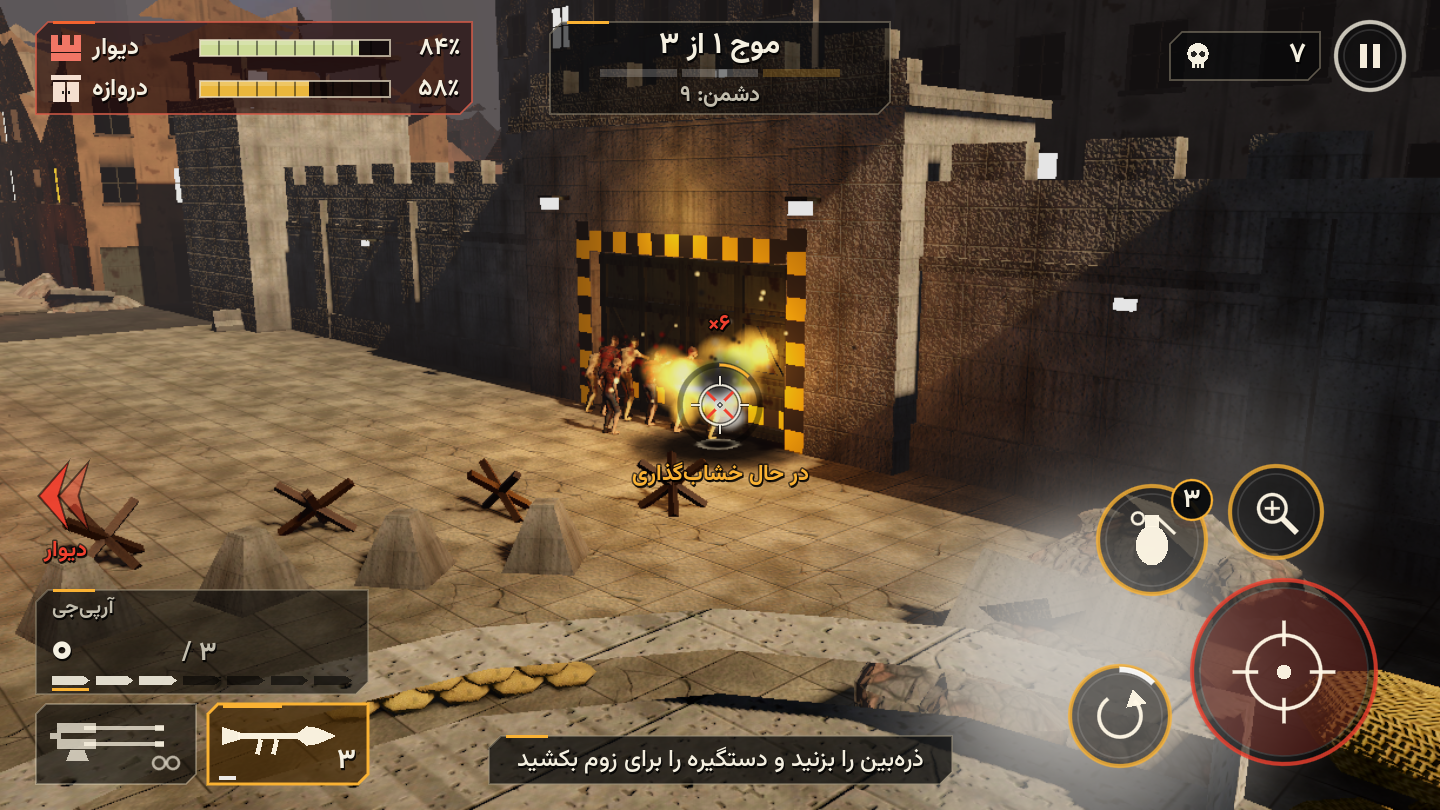 دیوار ۸۴٪
دروازه ۵۸٪
موج ۱ از ۳
دشمن: ۹
۷
×۶
در حال خشاب‌گذاری
دیوار
۳
آرپی‌جی
۰ / ۳
∞
۳
ذره‌بین را بزنید و دستگیره را برای زوم بکشید